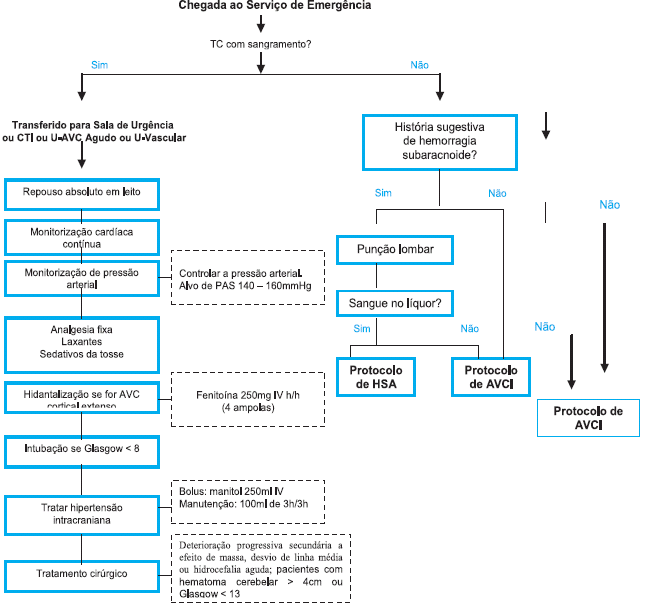 Chegada ao Serviço de Emergência
TC com sangramento?
Sim
Não
Transferido para Sala de Urgência
ou CTI ou U-AVC Agudo ou U-Vascular
Repouso absoluto em leito
Monitorização cardíaca
contínua
Monitorização de pressão
arterial
Controlar a pressão arterial.
Alvo de PAS 140 – 160mmHg
Analgesia fixa
Laxantes
Sedativos da tosse
Hidantalização se for AVC
cortical extenso
Fenitoína 250mg IV h/h
(4 ampolas)
Intubação se Glasgow < 8
Tratar hipertensão
intracraniana
Bolus: manitol 250ml IV
Manutenção: 100ml de 3h/3h
Tratamento cirúrgico
Deterioração progressiva secundária a
efeito de massa, desvio de linha média
ou hidrocefalia aguda; pacientes com
hematoma cerebelar > 4cm ou
Glasgow < 13
História sugestiva
de hemorragia
subaracnoide?
Sim
Não
Punção lombar
Sangue no líquor?
Sim
Não
Protocolo
de HSA
Protocolo
de AVCI
Não
Não
Protocolo de
AVCI